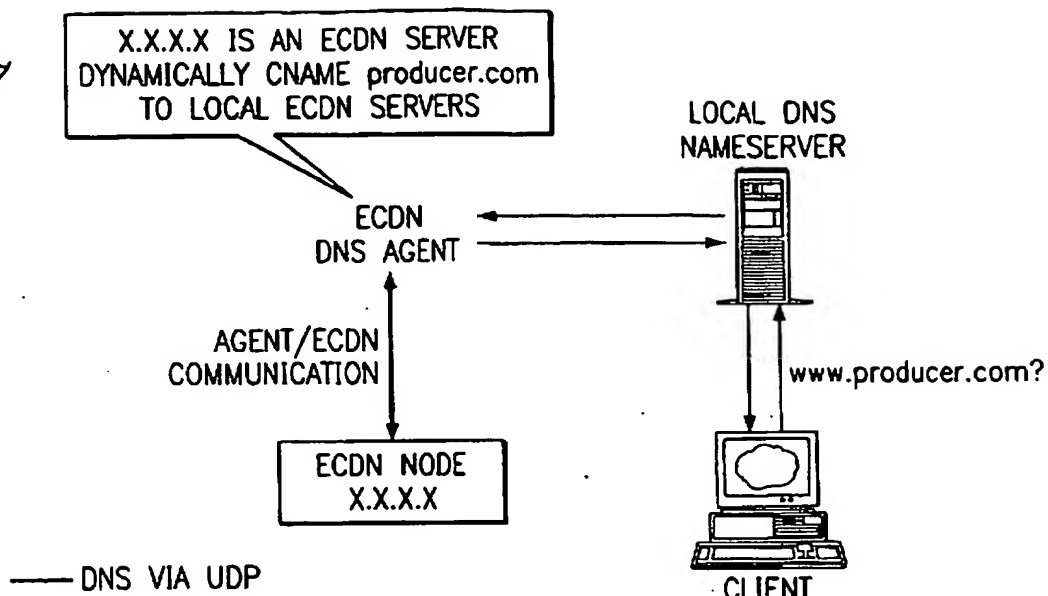 X.X.X.X IS AN ECDN SERVER
DYNAMICALLY CNAME producer.com
TO LOCAL ECDN SERVERS
LOCAL DNS
NAMESERVER
ECDN
DNS AGENT
AGENT/ECDN
COMMUNICATION
www.producer.com?
ECDN NODE
X.X.X.X
DNS VIA UDP
CLIENT